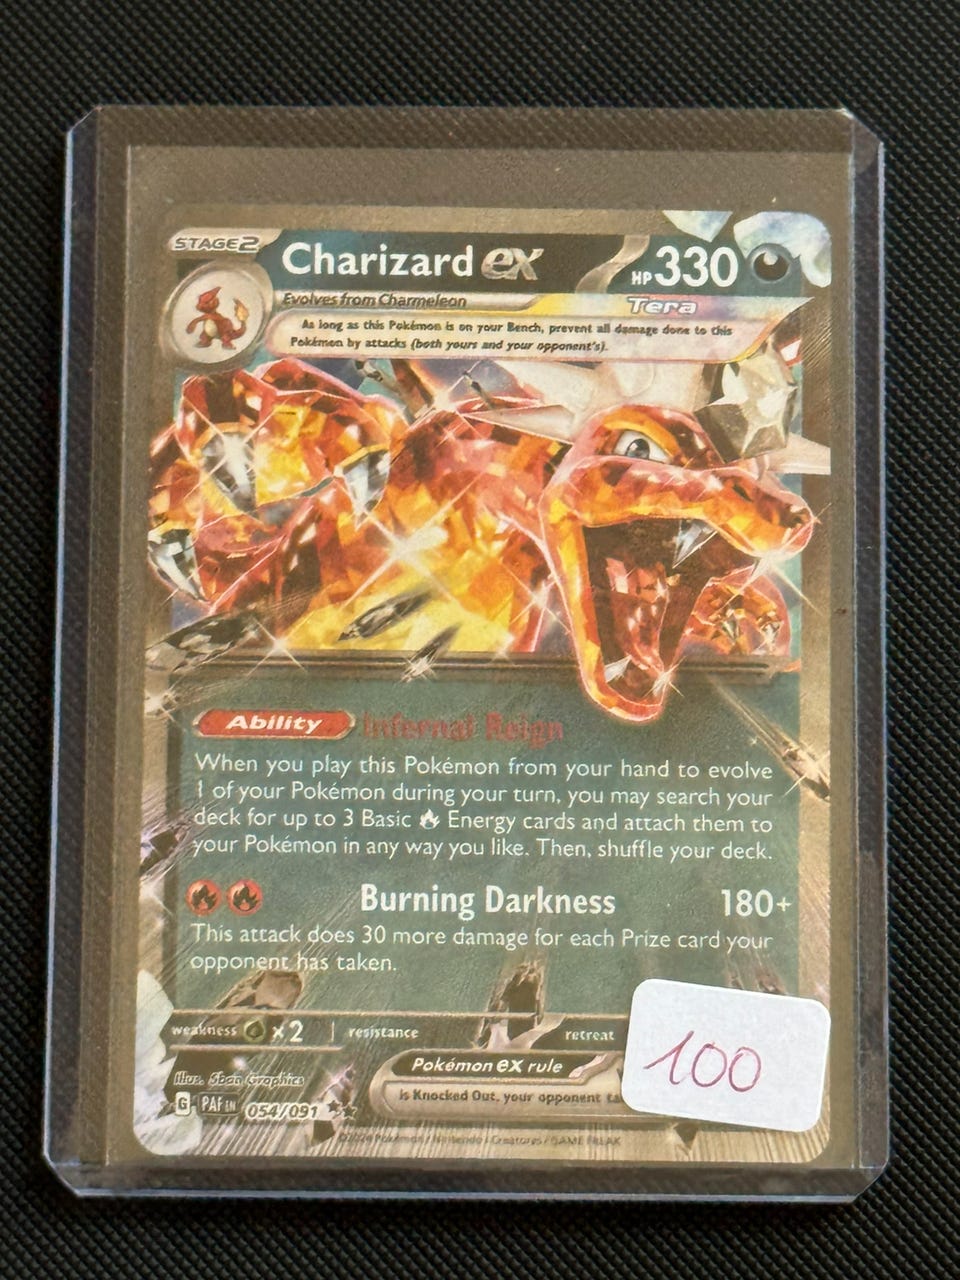 STAGE2
Charizard ex
HP 330
Evolves from Charmeleon
Tera
As long as this Pokémon is on your Bench, prevent all damage done to this
Pokémon by attacks (both yours and your opponent's).
Ability Infernal Reign
When you play this Pokémon from your hand to evolve
1 of your Pokémon during your turn, you may search your
deck for up to 3 Basic Energy cards and attach them to
your Pokémon in any way you like. Then, shuffle your deck.
Burning Darkness 180+
This attack does 30 more damage for each Prize card your
opponent has taken.
weakness ×2 resistance retreat
Pokémon ex rule
is Knocked Out, your opponent ta
Illus. 5ban Graphics
G PAF EN 054/091
©2024 Pokémon / Nintendo / Creatures / GAME FREAK
100